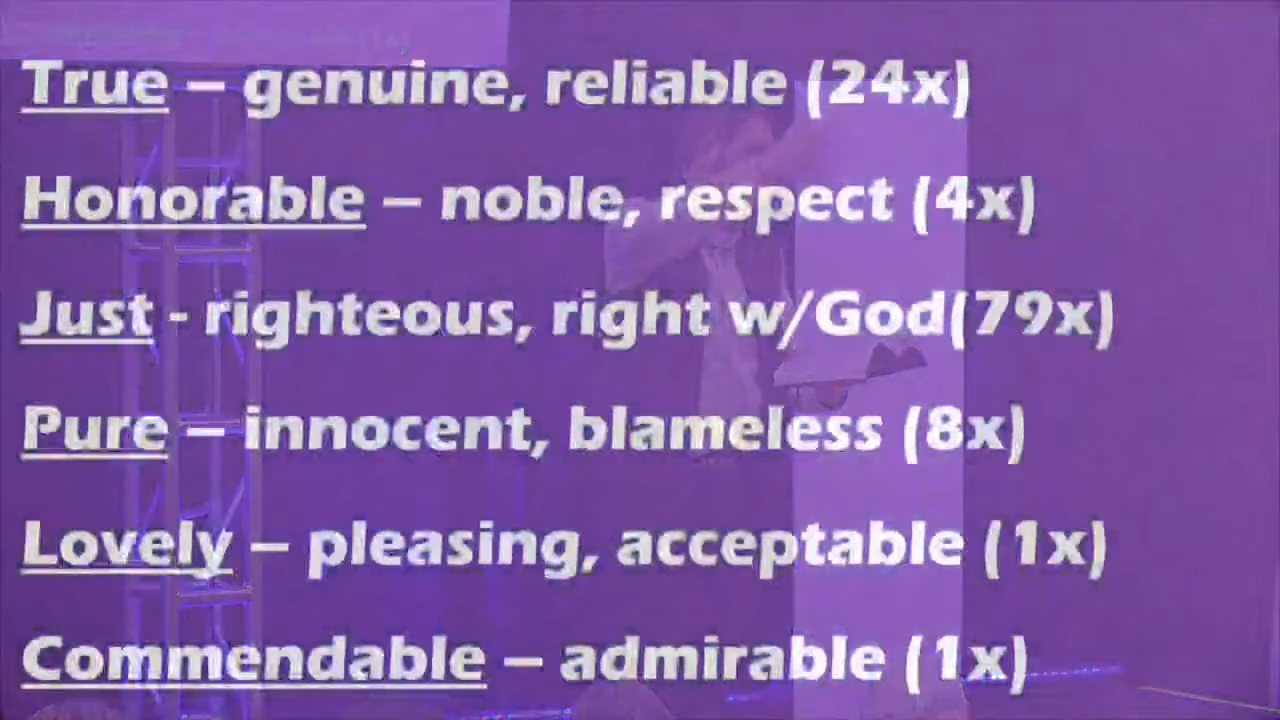 True – genuine, reliable (24x)
Honorable – noble, respect (4x)
Just - righteous, right w/God(79x)
Pure – innocent, blameless (8x)
Lovely – pleasing, acceptable (1x)
Commendable – admirable (1x)